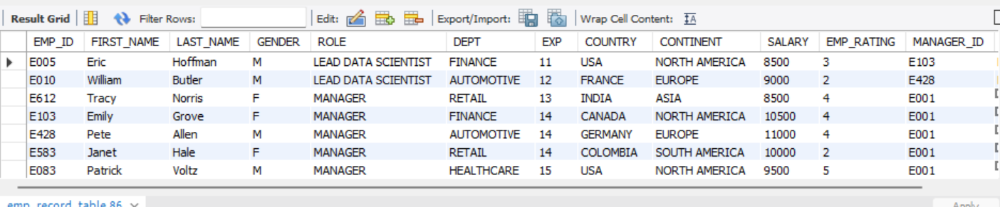 Result Grid Filter Rows: Edit: Export/Import: Wrap Cell Content: IA
EMP_ID FIRST_NAME LAST_NAME GENDER ROLE DEPT EXP COUNTRY CONTINENT SALARY EMP_RATING MANAGER_ID
E005 Eric Hoffman M LEAD DATA SCIENTIST FINANCE 11 USA NORTH AMERICA 8500 3 E103
E010 William Butler M LEAD DATA SCIENTIST AUTOMOTIVE 12 FRANCE EUROPE 9000 2 E428
E612 Tracy Norris F MANAGER RETAIL 13 INDIA ASIA 8500 4 E001
E103 Emily Grove F MANAGER FINANCE 14 CANADA NORTH AMERICA 10500 4 E001
E428 Pete Allen M MANAGER AUTOMOTIVE 14 GERMANY EUROPE 11000 4 E001
E583 Janet Hale F MANAGER RETAIL 14 COLOMBIA SOUTH AMERICA 10000 2 E001
E083 Patrick Voltz M MANAGER HEALTHCARE 15 USA NORTH AMERICA 9500 5 E001
emp_record_table 86 Apply